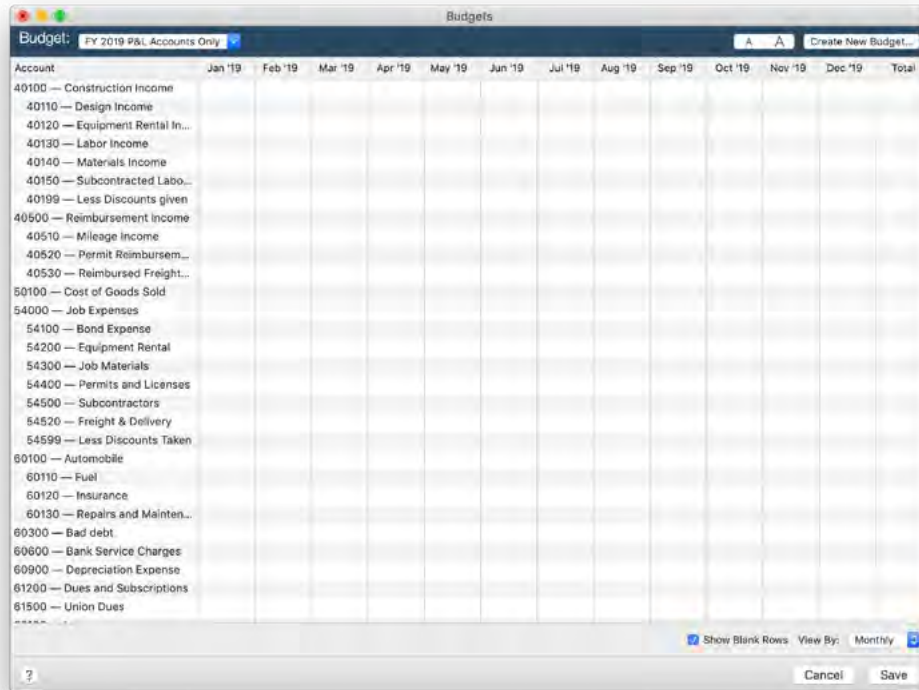 Budgets
Budget: FY 2019 P&L Accounts Only A A Create New Budget...
Account Jan '19 Feb '19 Mar '19 Apr '19 May '19 Jun '19 Jul '19 Aug '19 Sep '19 Oct '19 Nov '19 Dec '19 Total
40100 — Construction Income
40110 — Design Income
40120 — Equipment Rental In...
40130 — Labor Income
40140 — Materials Income
40150 — Subcontracted Labo...
40199 — Less Discounts given
40500 — Reimbursement Income
40510 — Mileage Income
40520 — Permit Reimbursem...
40530 — Reimbursed Freight...
50100 — Cost of Goods Sold
54000 — Job Expenses
54100 — Bond Expense
54200 — Equipment Rental
54300 — Job Materials
54400 — Permits and Licenses
54500 — Subcontractors
54520 — Freight & Delivery
54599 — Less Discounts Taken
60100 — Automobile
60110 — Fuel
60120 — Insurance
60130 — Repairs and Mainten...
60300 — Bad debt
60600 — Bank Service Charges
60900 — Depreciation Expense
61200 — Dues and Subscriptions
61500 — Union Dues
Show Blank Rows View By: Monthly
? Cancel Save